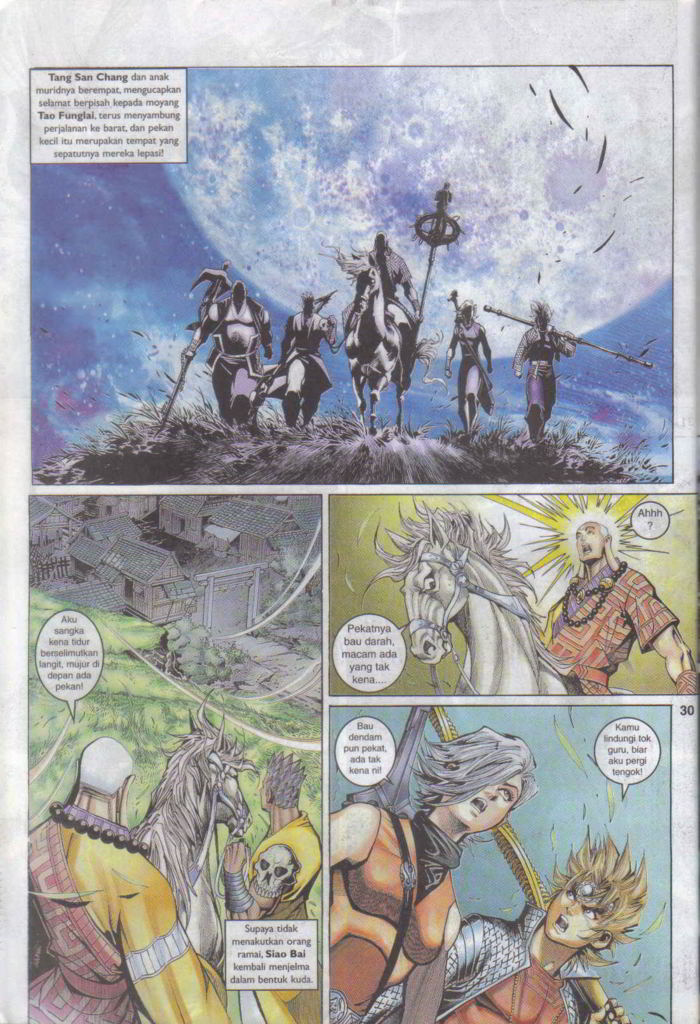 Tang San Chang dan anak
muridnya berempat, mengucapkan
selamat berpisah kepada moyang
Tao Funglai, terus menyambung
perjalanan ke barat, dan pekan
kecil itu merupakan tempat yang
sepatutnya mereka lepasi!
Aku
sangka
kena tidur
berselimutkan
langit, mujur di
depan ada
pekan!
Supaya tidak
menakutkan orang
ramai, Siao Bai
kembali menjelma
dalam bentuk kuda.
Ahhh
?
Pekatnya
bau darah,
macam ada
yang tak
kena....
30
Bau
dendam
pun pekat,
ada tak
kena ni!
Kamu
lindungi tok
guru, biar
aku pergi
tengok!